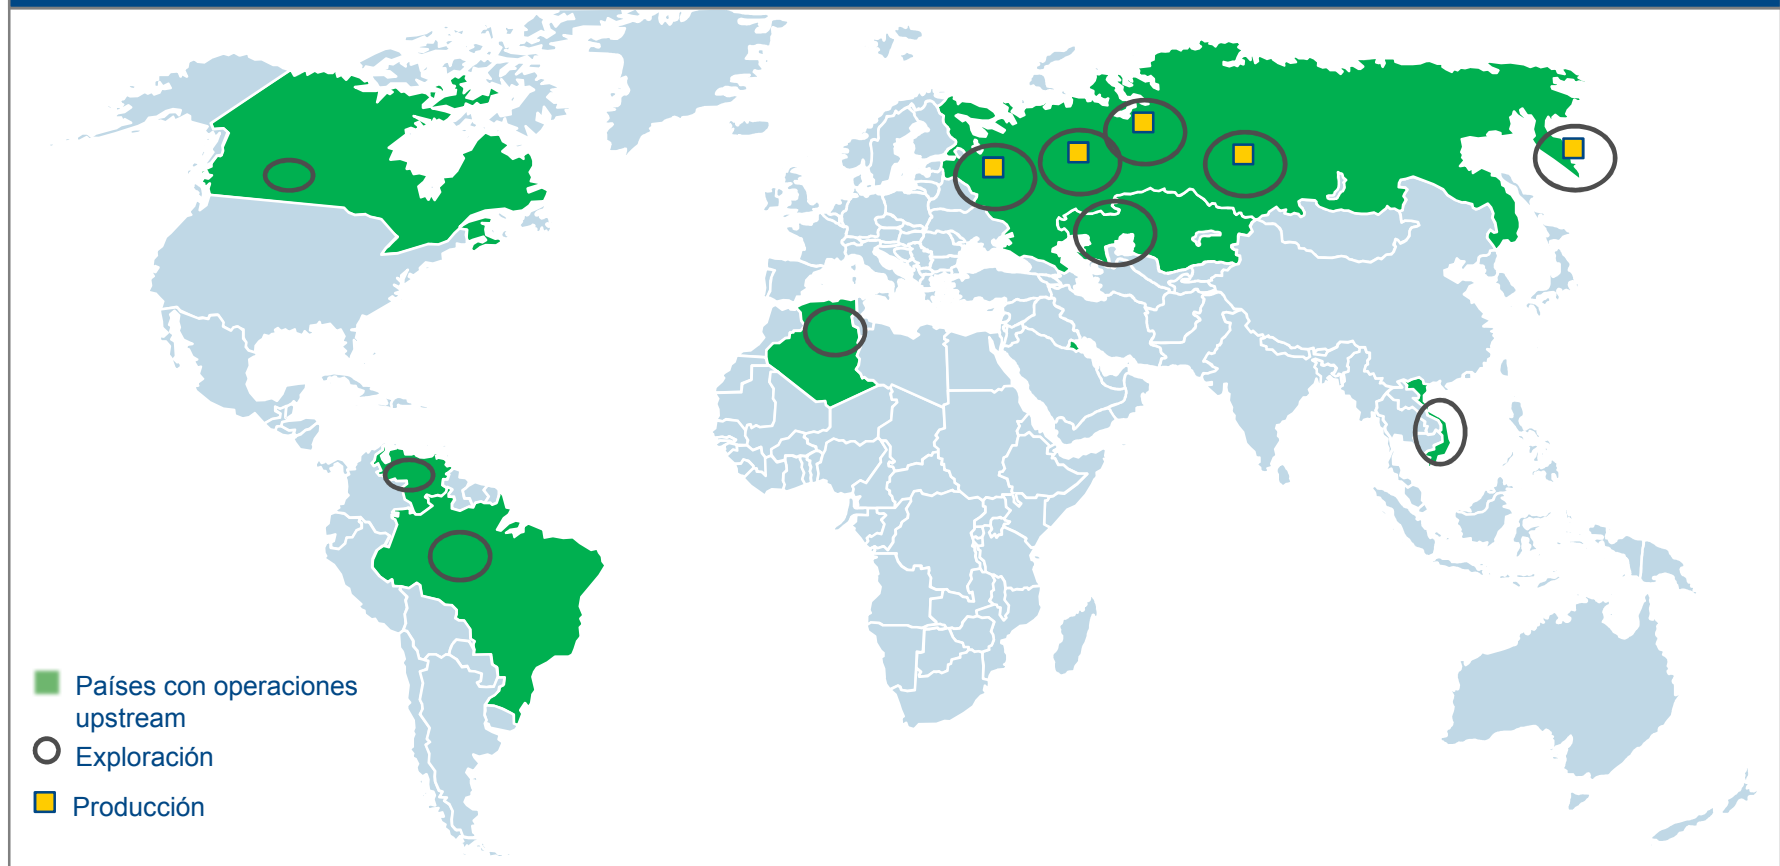 Países con operaciones
upstream
Exploración
Producción